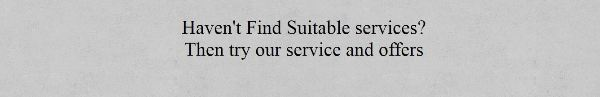 Haven't Find Suitable services?
Then try our service and offers